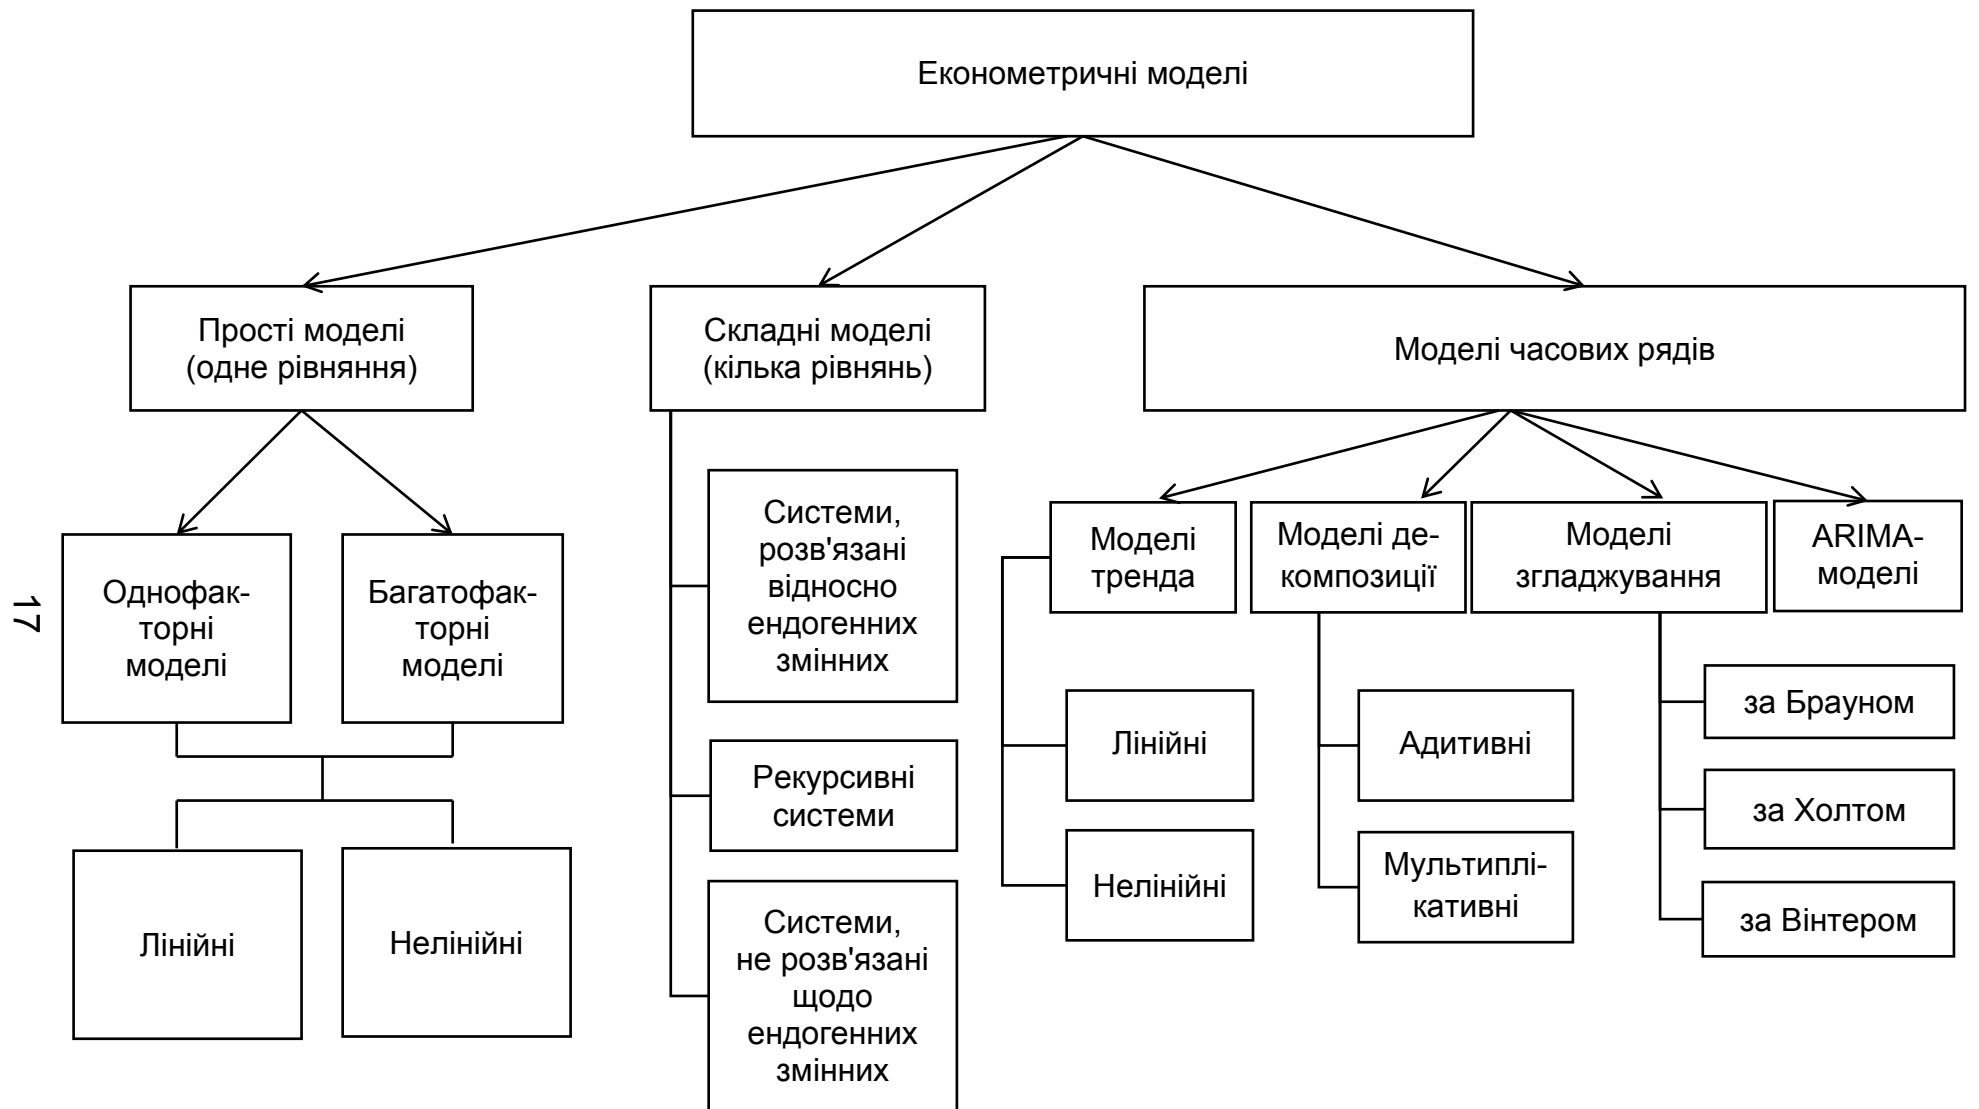 Економетричні моделі
Прості моделі
(одне рівняння)
Складні моделі
(кілька рівнянь)
Моделі часових рядів
Однофак-
торні
моделі
Багатофак-
торні
моделі
Лінійні
Нелінійні
Системи,
розв'язані
відносно
ендогенних
змінних
Рекурсивні
системи
Системи,
не розв'язані
щодо
ендогенних
змінних
Моделі
тренда
Лінійні
Нелінійні
Моделі де-
композиції
Адитивні
Мультиплі-
кативні
Моделі
згладжування
за Брауном
за Холтом
за Вінтером
ARIMA-
моделі
17